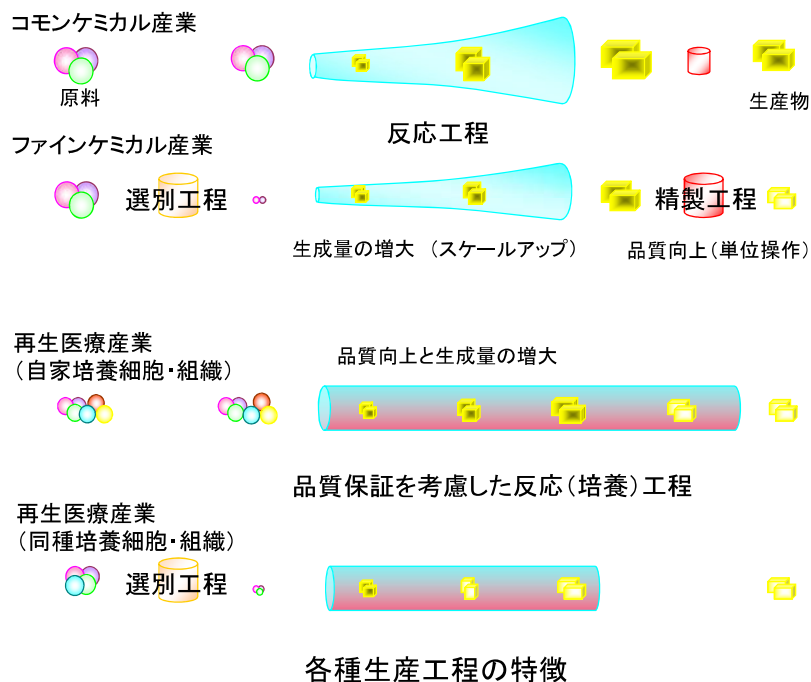 コモンケミカル産業
原料
生産物
反応工程
ファインケミカル産業
選別工程
精製工程
生成量の増大 (スケールアップ)
品質向上(単位操作)
再生医療産業
(自家培養細胞・組織)
品質向上と生成量の増大
品質保証を考慮した反応(培養)工程
再生医療産業
(同種培養細胞・組織)
選別工程
各種生産工程の特徴